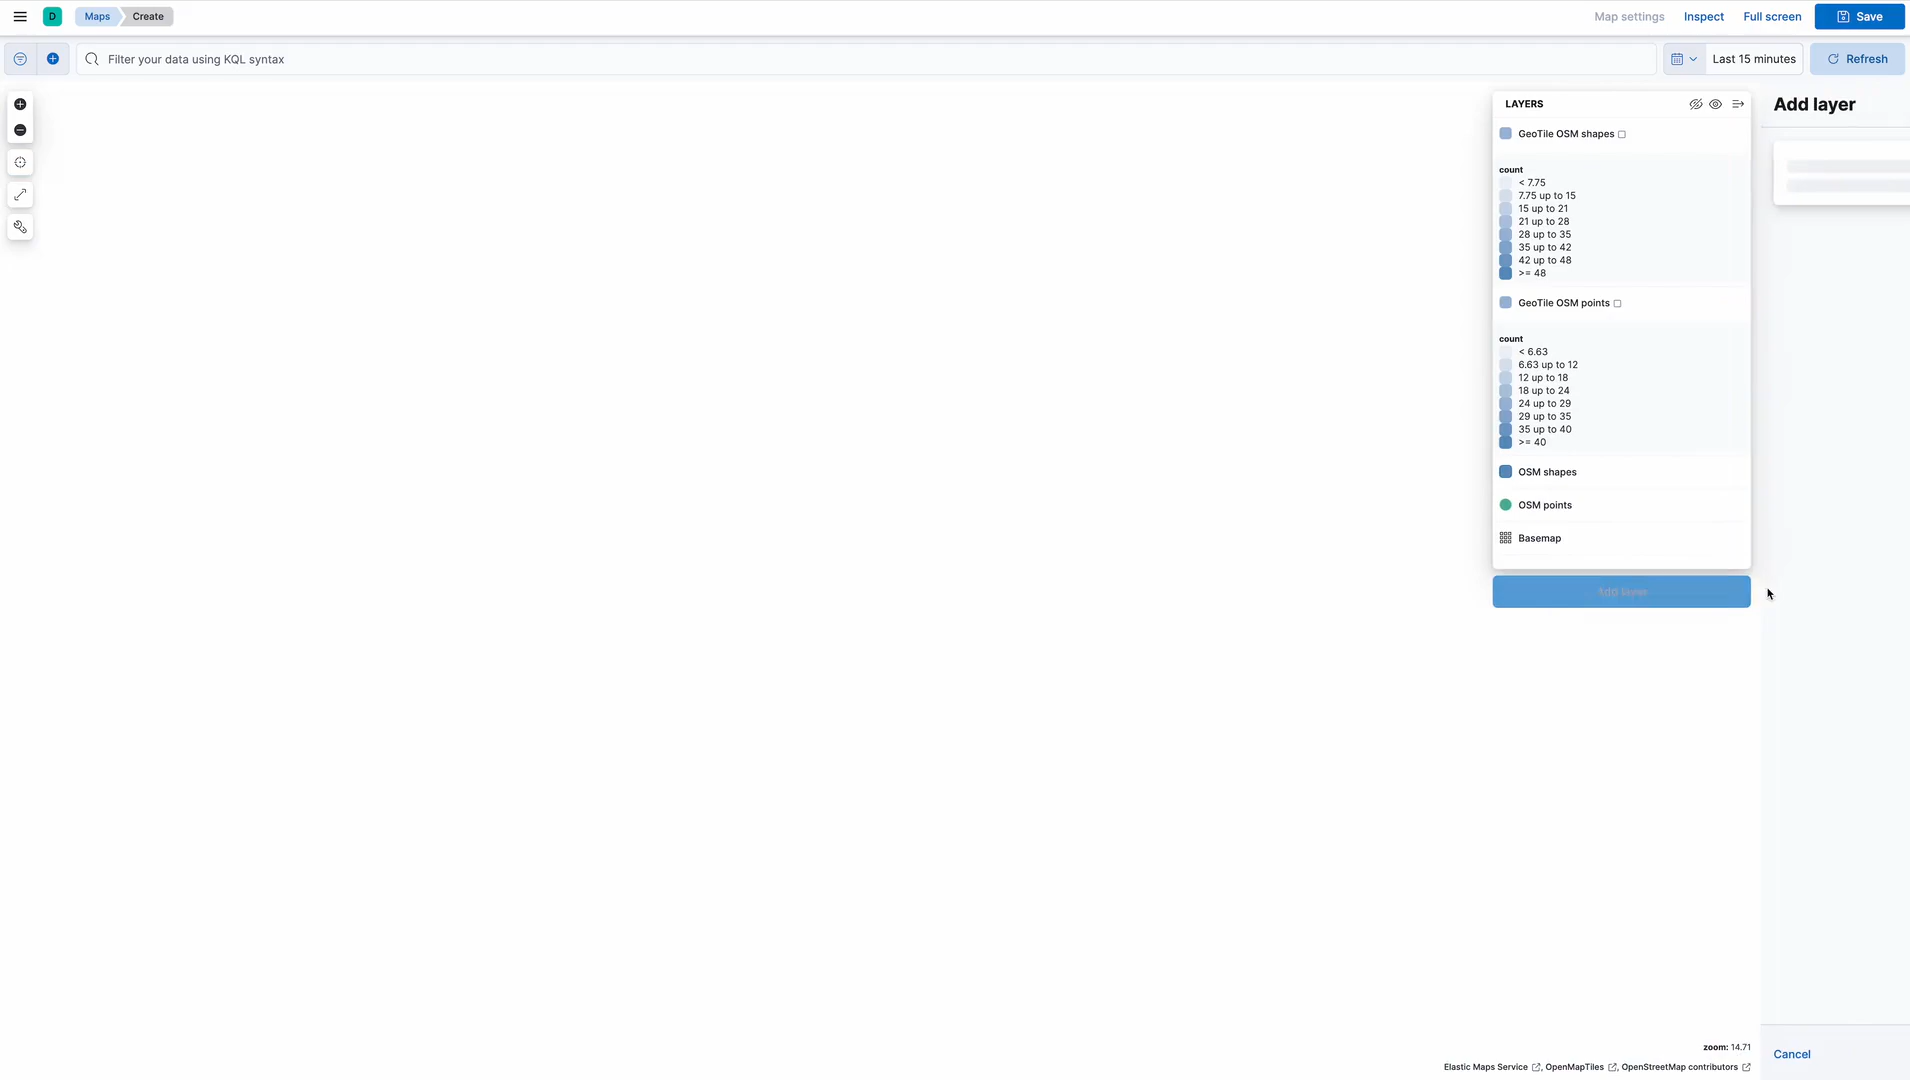 D
Maps
Create
Map settings
Inspect
Full screen
Save
Filter your data using KQL syntax
Last 15 minutes
Refresh
LAYERS
Add layer
GeoTile OSM shapes
count
< 7.75
7.75 up to 15
15 up to 21
21 up to 28
28 up to 35
35 up to 42
42 up to 48
>= 48
GeoTile OSM points
count
< 6.63
6.63 up to 12
12 up to 18
18 up to 24
24 up to 29
29 up to 35
35 up to 40
>= 40
OSM shapes
OSM points
Basemap
Add layer
zoom: 14.71
Cancel
Elastic Maps Service , OpenMapTiles , OpenStreetMap contributors